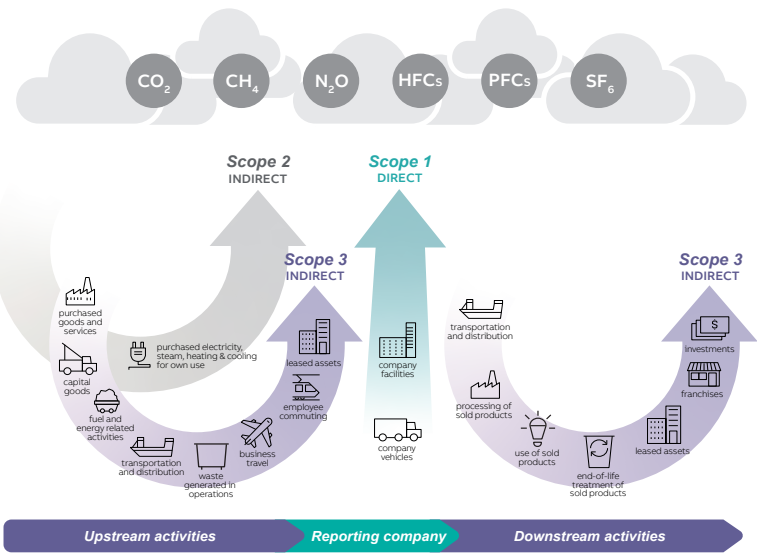 CO2
CH4
N2O
HFCs
PFCs
SF6
Scope 2
INDIRECT
Scope 1
DIRECT
Scope 3
INDIRECT
Scope 3
INDIRECT
purchased
goods and
services
capital
goods
fuel and
energy related
activities
transportation
and distribution
waste
generated in
operations
business
travel
employee
commuting
leased assets
purchased electricity,
steam, heating & cooling
for own use
company
facilities
company
vehicles
transportation
and distribution
processing of
sold products
use of sold
products
end-of-life
treatment of
sold products
leased assets
franchises
$
investments
Upstream activities
Reporting company
Downstream activities